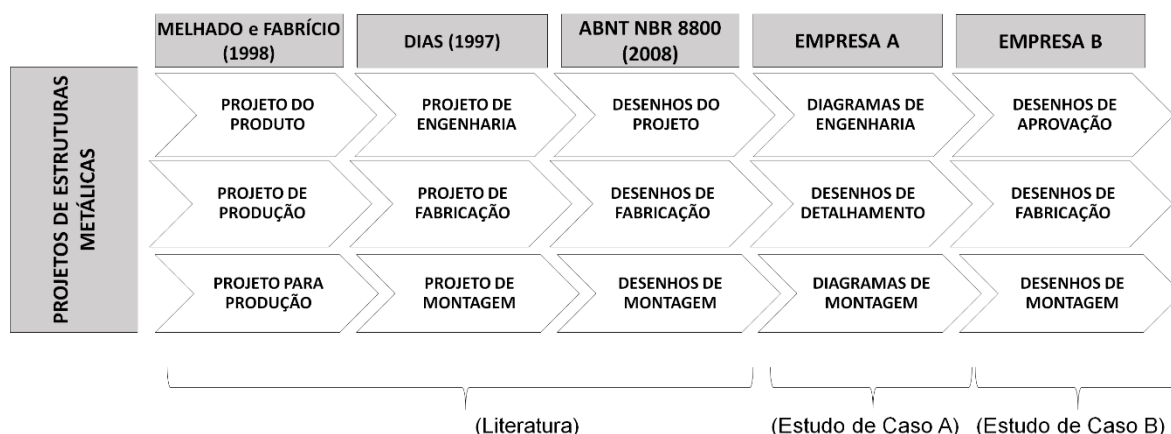 MELHADO e FABRÍCIO
(1998)
DIAS (1997)
ABNT NBR 8800
(2008)
EMPRESA A
EMPRESA B
PROJETOS DE ESTRUTURAS
METÁLICAS
PROJETO DO
PRODUTO
PROJETO DE
ENGENHARIA
DESENHOS DO
PROJETO
DIAGRAMAS DE
ENGENHARIA
DESENHOS DE
APROVAÇÃO
PROJETO DE
PRODUÇÃO
PROJETO DE
FABRICAÇÃO
DESENHOS DE
FABRICAÇÃO
DESENHOS DE
DETALHAMENTO
DESENHOS DE
FABRICAÇÃO
PROJETO PARA
PRODUÇÃO
PROJETO DE
MONTAGEM
DESENHOS DE
MONTAGEM
DIAGRAMAS DE
MONTAGEM
DESENHOS DE
MONTAGEM
(Literatura)
(Estudo de Caso A)
(Estudo de Caso B)